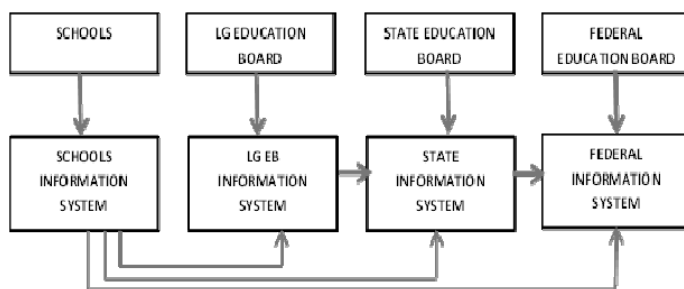 SCHOOLS
LG EDUCATION
BOARD
STATE EDUCATION
BOARD
FEDERAL
EDUCATION BOARD
SCHOOLS
INFORMATION
SYSTEM
LG EB
INFORMATION
SYSTEM
STATE
INFORMATION
SYSTEM
FEDERAL
INFORMATION
SYSTEM